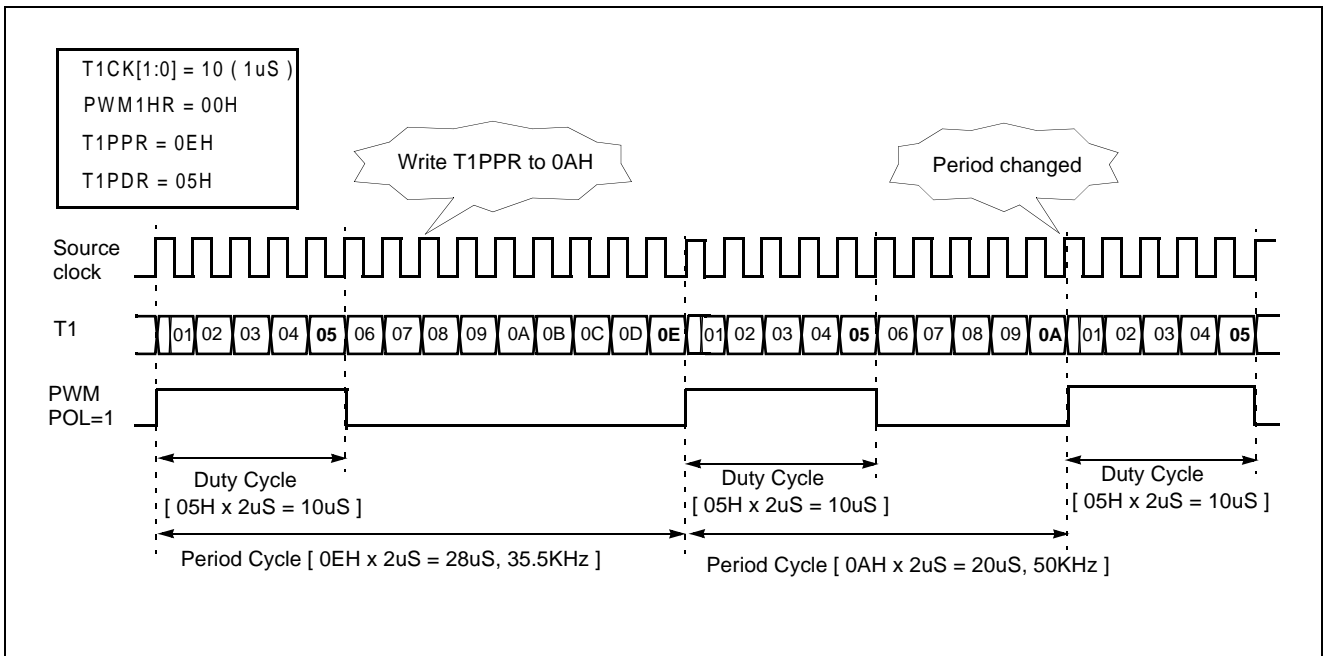 T1CK[1:0] = 10 ( 1uS )
PWM1HR = 00H
T1PPR = 0EH
T1PDR = 05H
Write T1PPR to 0AH
Period changed
Source
clock
T1
01 02 03 04 05 06 07 08 09 0A 0B 0C 0D 0E 01 02 03 04 05 06 07 08 09 0A 01 02 03 04 05
PWM
POL=1
Duty Cycle
[ 05H x 2uS = 10uS ]
Duty Cycle
[ 05H x 2uS = 10uS ]
Duty Cycle
[ 05H x 2uS = 10uS ]
Period Cycle [ 0EH x 2uS = 28uS, 35.5KHz ]
Period Cycle [ 0AH x 2uS = 20uS, 50KHz ]